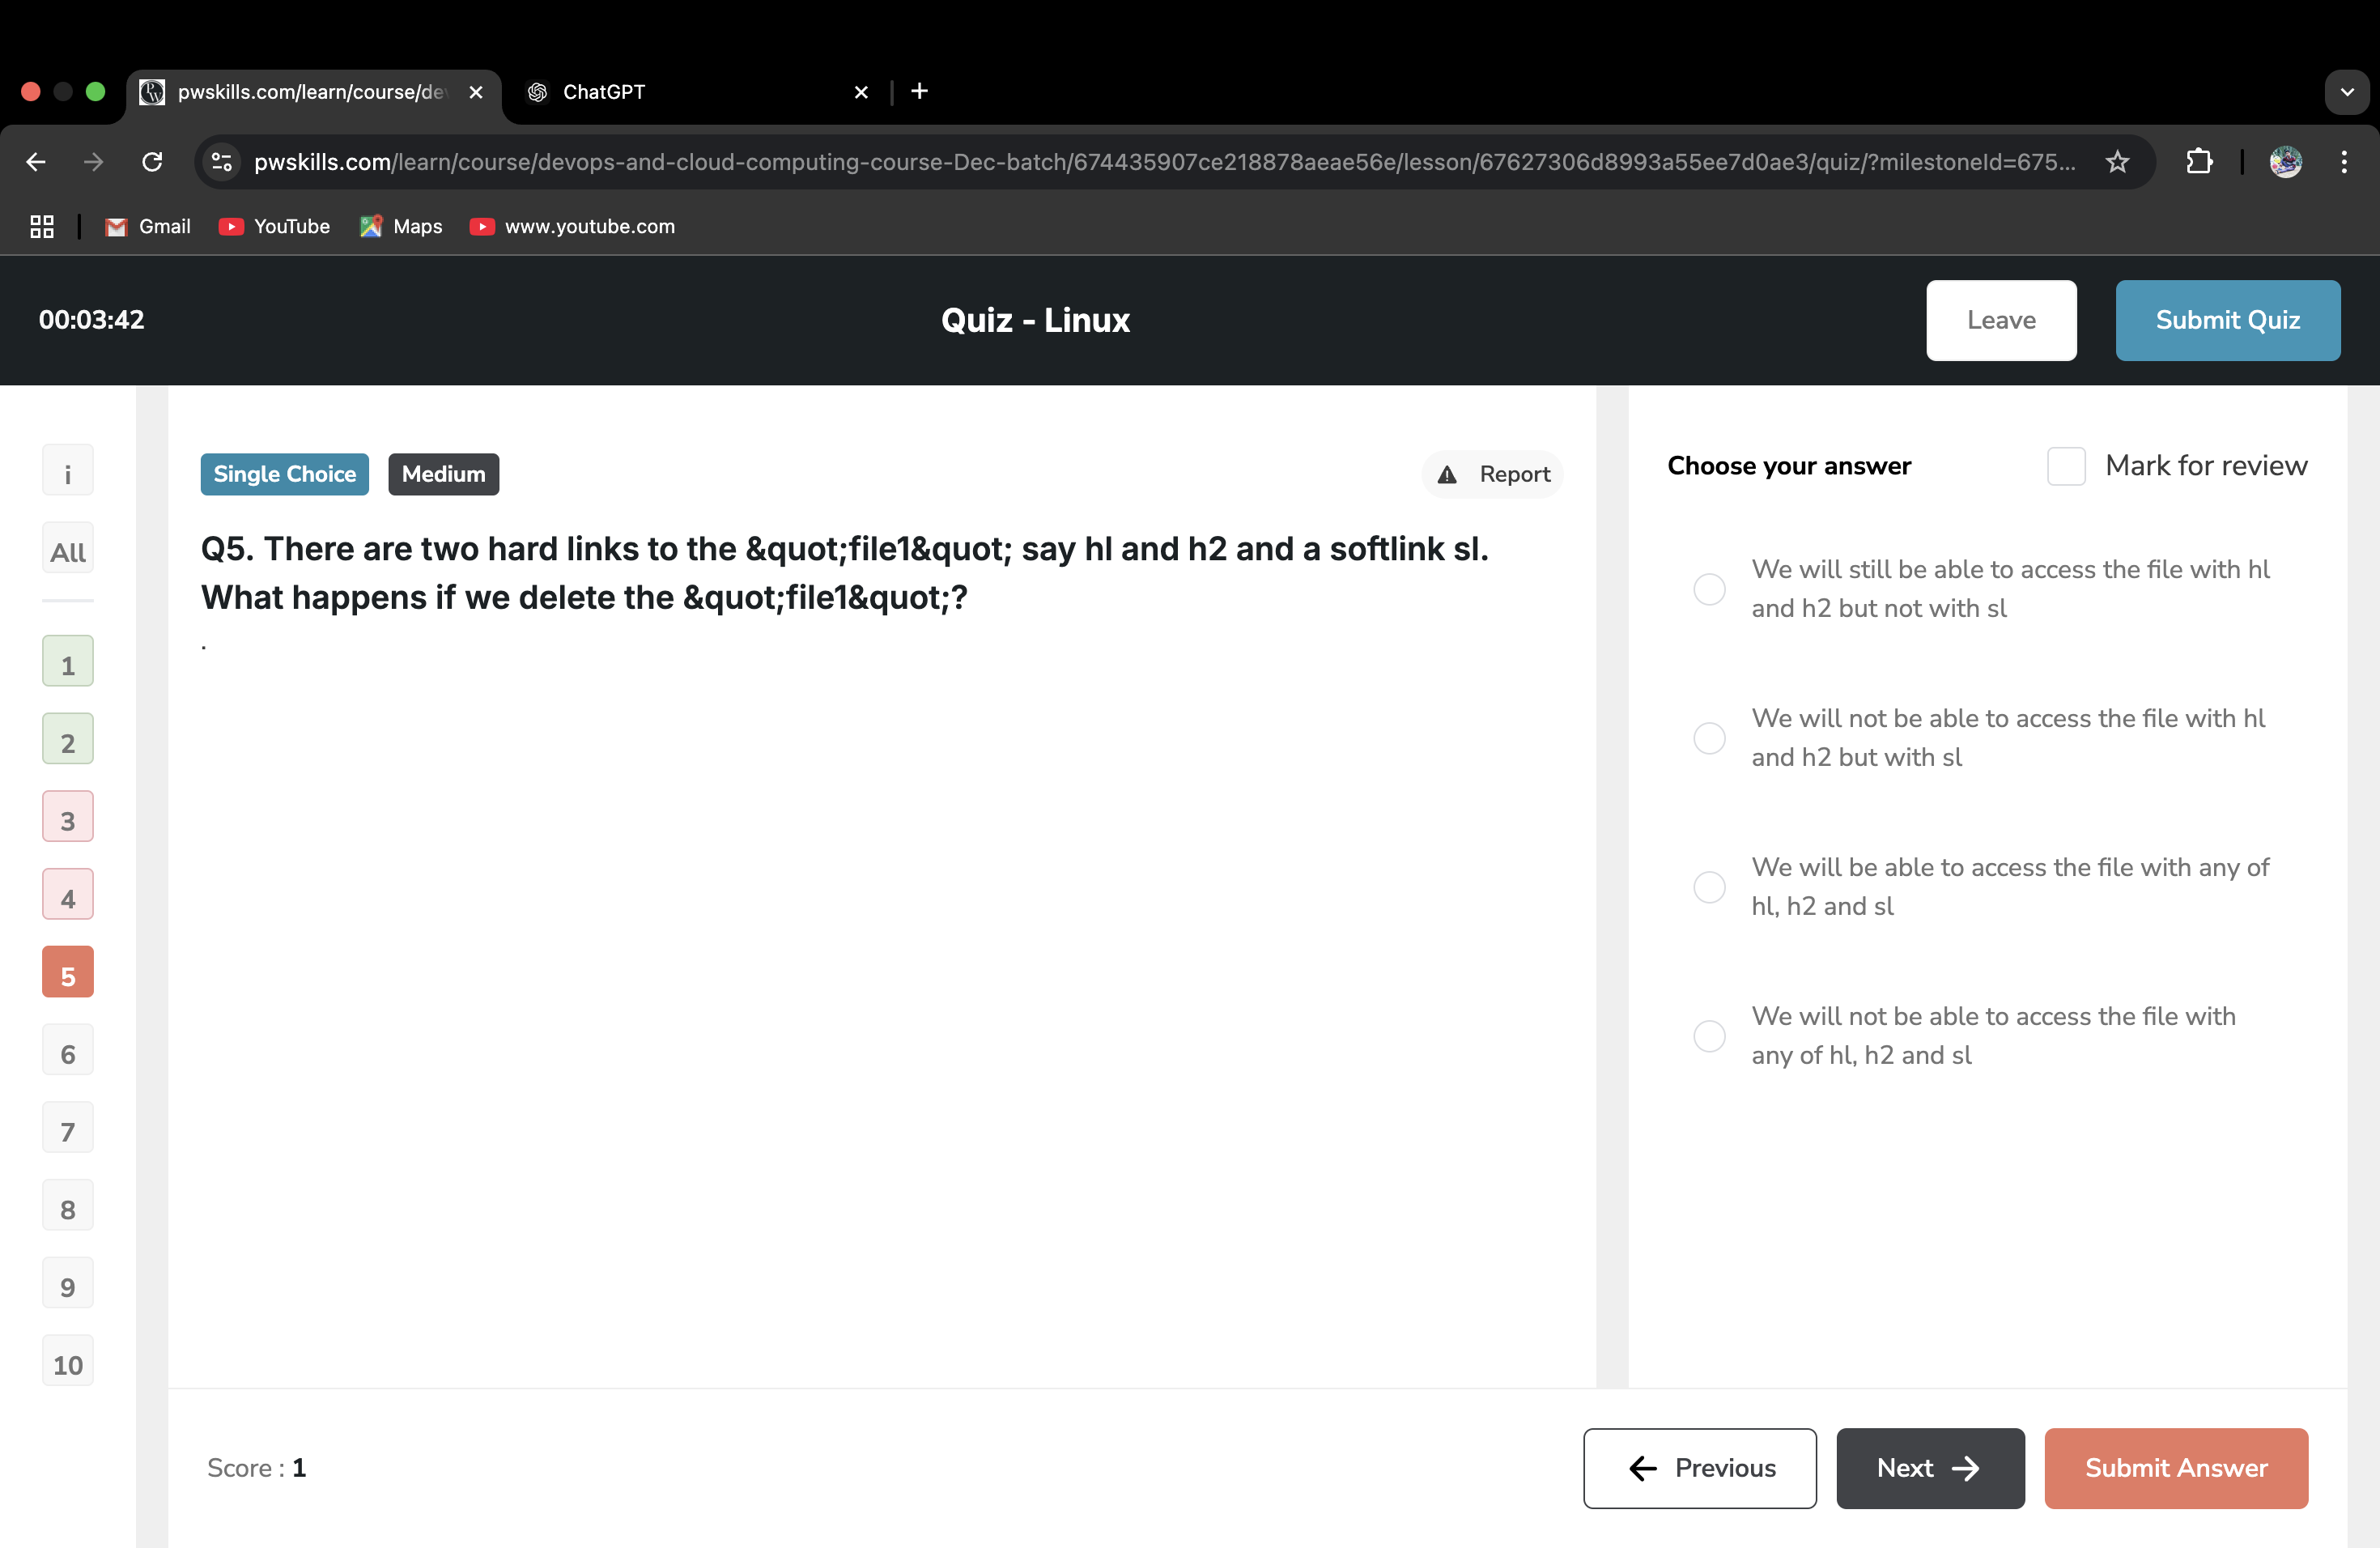 pwskills.com/learn/course/de
ChatGPT
pwskills.com/learn/course/devops-and-cloud-computing-course-Dec-batch/674435907ce218878aeae56e/lesson/67627306d8993a55ee7d0ae3/quiz/?milestoneId=675...
Gmail
YouTube
Maps
www.youtube.com
00:03:42
Quiz - Linux
Leave
Submit Quiz
i
All
1
2
3
4
5
6
7
8
9
10
Single Choice
Medium
Report
Q5. There are two hard links to the &quot;file1&quot; say hl and h2 and a softlink sl.
What happens if we delete the &quot;file1&quot;?
.
Choose your answer
Mark for review
We will still be able to access the file with hl
and h2 but not with sl
We will not be able to access the file with hl
and h2 but with sl
We will be able to access the file with any of
hl, h2 and sl
We will not be able to access the file with
any of hl, h2 and sl
Score : 1
Previous
Next
Submit Answer